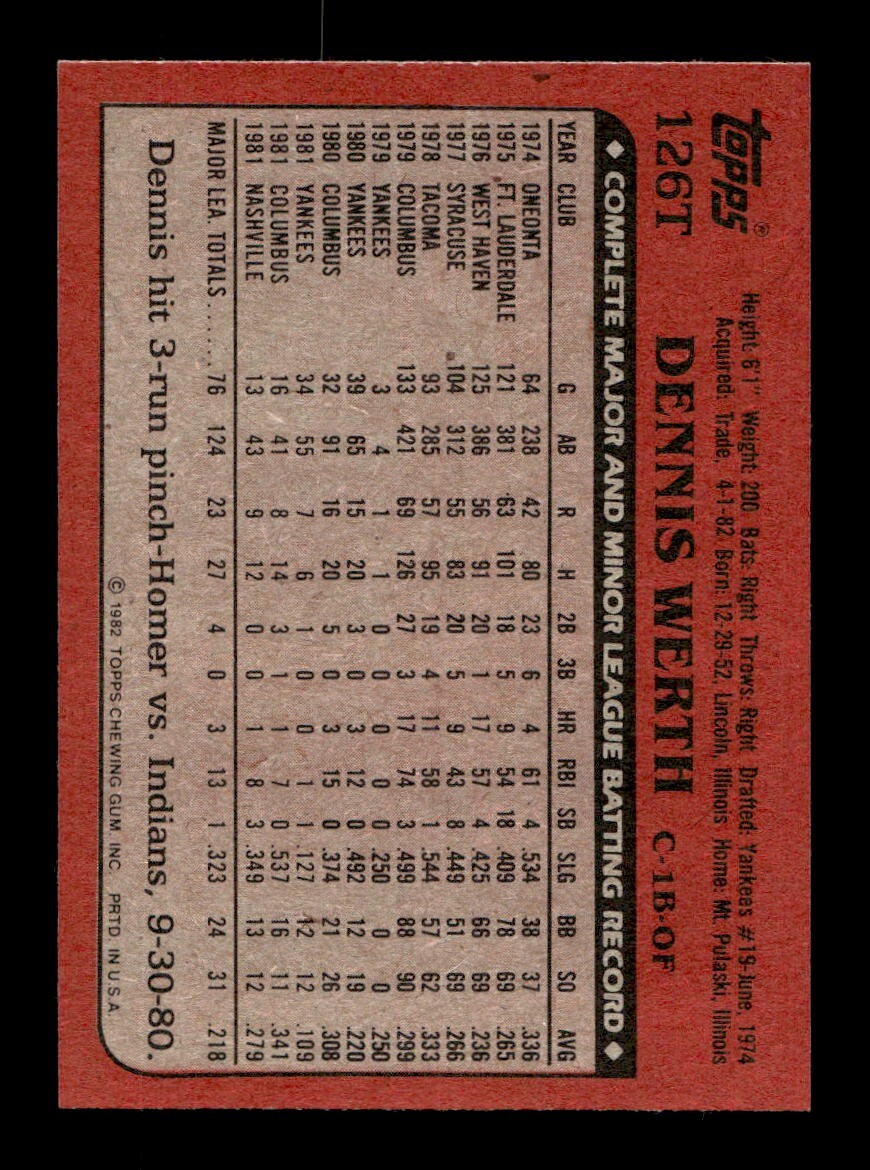 topps®
Height: 6'1" Weight: 200 Bats: Right Throws: Right Drafted: Yankees #19-June, 1974
Acquired: Trade, 4-1-82 Born: 12-29-52, Lincoln, Illinois Home: Mt. Pulaski, Illinois
126T DENNIS WERTH C-1B-OF
◆ COMPLETE MAJOR AND MINOR LEAGUE BATTING RECORD ◆
YEAR CLUB G AB R H 2B 3B HR RBI SB SLG BB SO AVG
1974 ONEONTA 64 238 42 80 23 6 4 61 4 .534 38 37 .336
1975 FT. LAUDERDALE 121 381 63 101 18 5 9 54 18 .409 78 69 .265
1976 WEST HAVEN 125 386 56 91 20 1 17 57 4 .425 66 69 .236
1977 SYRACUSE 104 312 55 83 20 5 9 43 8 .449 51 69 .266
1978 TACOMA 93 285 57 95 19 4 11 58 1 .544 57 62 .333
1979 COLUMBUS 133 421 69 126 27 3 17 74 3 .499 88 90 .299
1979 YANKEES 3 4 1 1 0 0 0 0 0 .250 0 0 .250
1980 YANKEES 39 65 15 20 3 0 3 12 0 .492 12 19 .220
1980 COLUMBUS 32 91 16 20 5 0 3 15 0 .374 21 26 .308
1981 YANKEES 34 55 7 6 1 0 0 1 1 .127 12 12 .109
1981 COLUMBUS 16 41 8 14 3 1 1 7 0 .537 16 11 .341
1981 NASHVILLE 13 43 9 12 0 0 1 8 3 .349 13 12 .279
MAJOR LEA. TOTALS...... 76 124 23 27 4 0 3 13 1 .323 24 31 .218
Dennis hit 3-run pinch-Homer vs. Indians, 9-30-80.
© 1982 TOPPS CHEWING GUM, INC. PRTD. IN U.S.A.